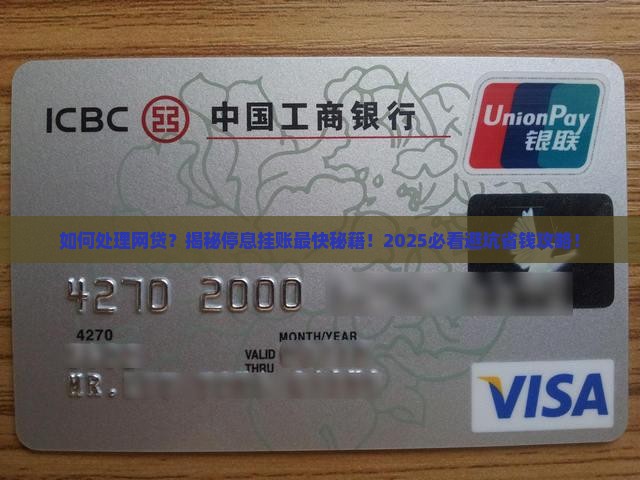 ICBC 中国工商银行
UnionPay
银联
如何处理网贷？揭秘停息挂账最快秘籍！2025必看避坑省钱攻略！
4270 2000
4270
MONTH/YEAR
VALID
THRU
MR.
VISA